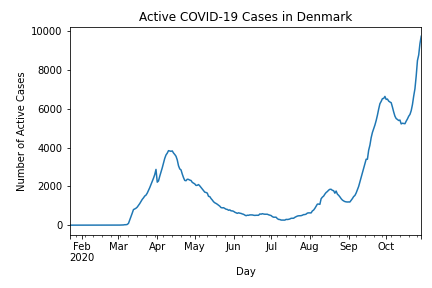 Active COVID-19 Cases in Denmark
10000
8000
6000
4000
2000
0
Number of Active Cases
Feb Mar Apr May Jun Jul Aug Sep Oct
2020
Day